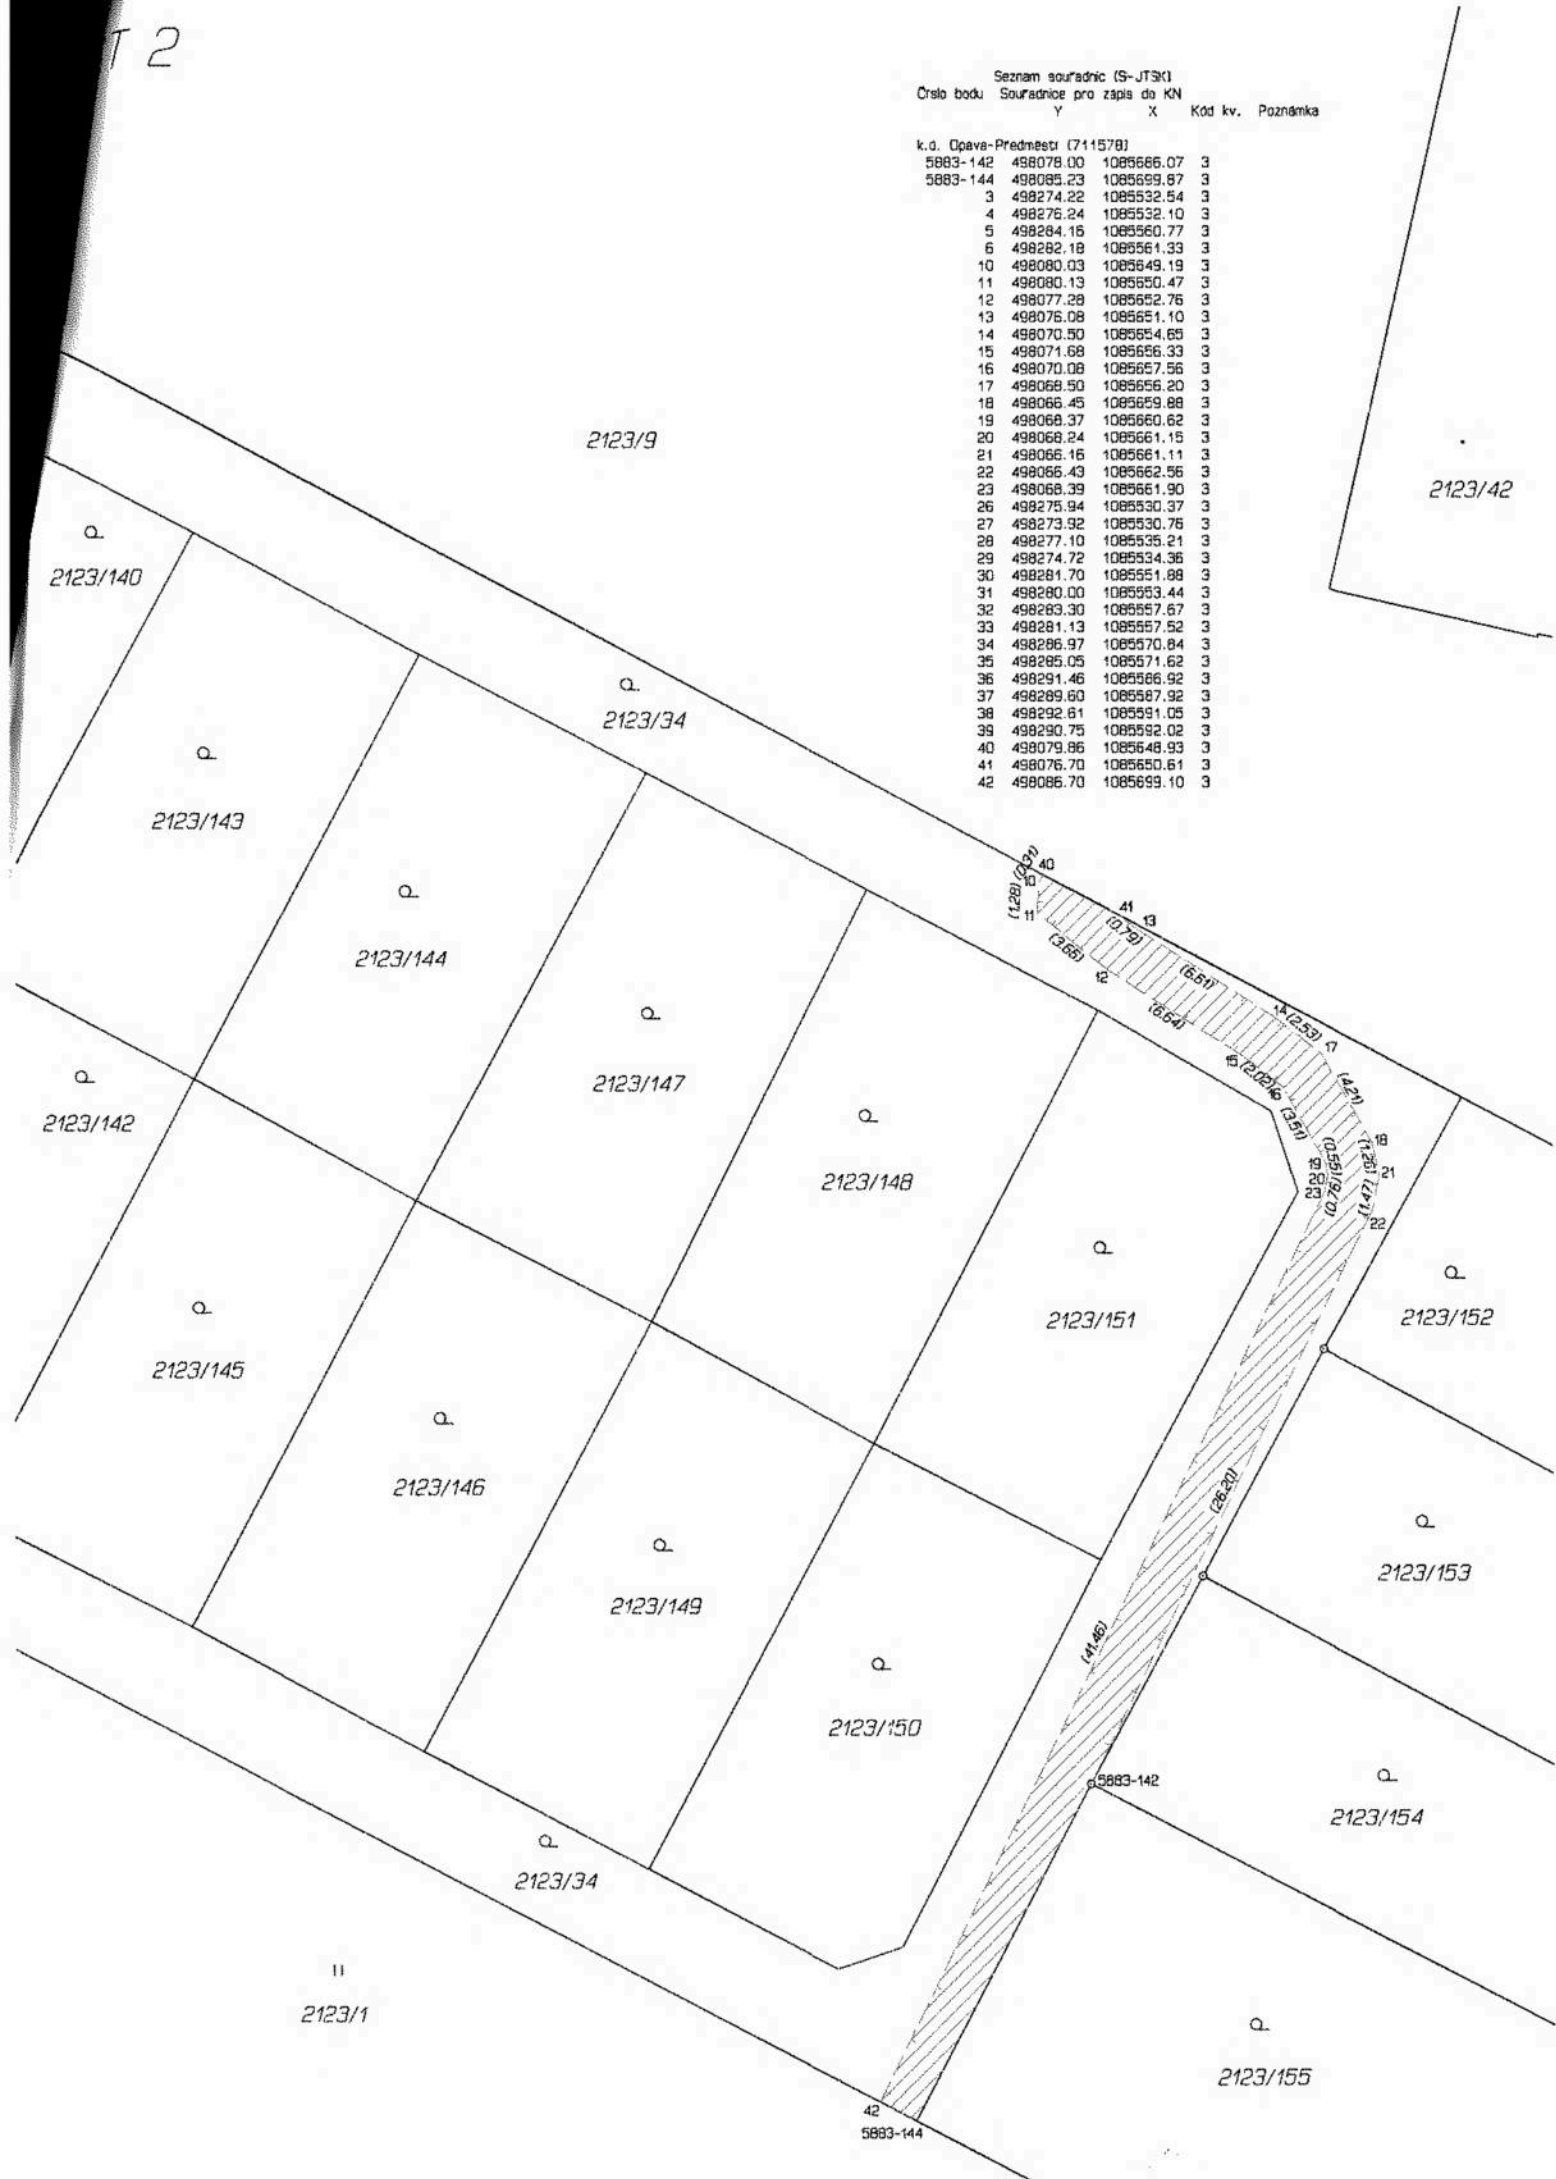 T 2
Seznam souřadnic (S-JTSK)
Číslo bodu Souřadnice pro zápis do KN
Y X Kód kv. Poznámka
k.ú. Opava-Předměstí (711578)
5883-142 498078.00 1085686.07 3
5883-144 498085.23 1085699.87 3
3 498274.22 1085532.54 3
4 498276.24 1085532.10 3
5 498284.16 1085560.77 3
6 498282.18 1085561.33 3
10 498080.03 1085649.19 3
11 498080.13 1085650.47 3
12 498077.28 1085652.76 3
13 498076.08 1085651.10 3
14 498070.50 1085654.65 3
15 498071.68 1085656.33 3
16 498070.08 1085657.56 3
17 498068.50 1085656.20 3
18 498066.45 1085659.88 3
19 498068.37 1085660.62 3
20 498068.24 1085661.15 3
21 498066.16 1085661.11 3
22 498066.43 1085662.56 3
23 498068.39 1085661.90 3
26 498275.94 1085530.37 3
27 498273.92 1085530.76 3
28 498277.10 1085535.21 3
29 498274.72 1085534.36 3
30 498281.70 1085551.88 3
31 498280.00 1085553.44 3
32 498283.30 1085557.67 3
33 498281.13 1085557.52 3
34 498286.97 1085570.84 3
35 498285.05 1085571.62 3
36 498291.46 1085586.92 3
37 498289.60 1085587.92 3
38 498292.61 1085591.05 3
39 498290.75 1085592.02 3
40 498079.86 1085648.93 3
41 498076.70 1085650.61 3
42 498086.70 1085699.10 3
2123/9
2123/42
2123/140
2123/34
2123/143
(0.31)
40
10
(1.28)
11
41
13
(0.79)
2123/144
(3.66)
12
(6.61)
(6.64)
14
(2.53)
17
2123/147
15
(2.02)
16
(4.21)
2123/142
(3.51)
18
2123/148
19
(0.55)
(1.26)
21
20
23
(0.76)
(1.47)
22
2123/151
2123/152
2123/145
2123/146
(26.20)
2123/153
2123/149
(41.46)
2123/150
5883-142
2123/154
2123/34
2123/1
2123/155
42
5883-144